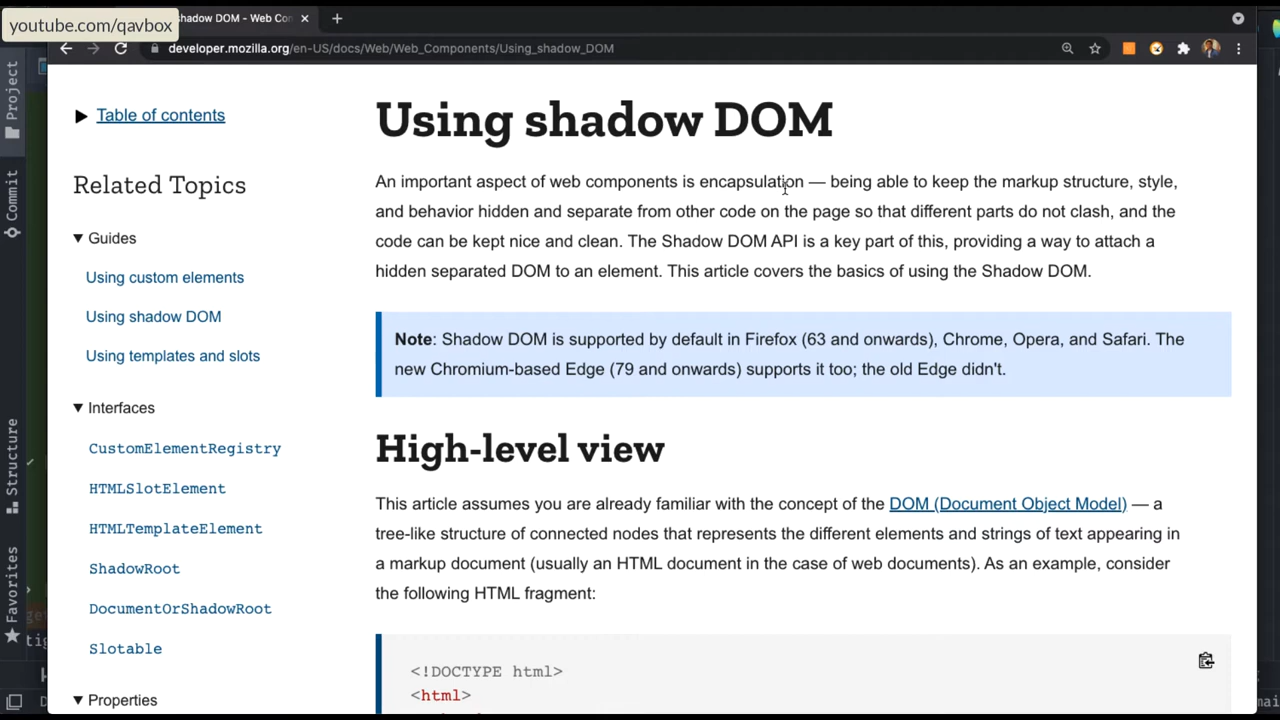 youtube.com/qavbox
shadow DOM - Web Con
developer.mozilla.org/en-US/docs/Web/Web_Components/Using_shadow_DOM
Project
Commit
Structure
Favorites
Table of contents
Related Topics
Guides
Using custom elements
Using shadow DOM
Using templates and slots
Interfaces
CustomElementRegistry
HTMLSlotElement
HTMLTemplateElement
ShadowRoot
DocumentOrShadowRoot
Slotable
Properties
Using shadow DOM
An important aspect of web components is encapsulation — being able to keep the markup structure, style,
and behavior hidden and separate from other code on the page so that different parts do not clash, and the
code can be kept nice and clean. The Shadow DOM API is a key part of this, providing a way to attach a
hidden separated DOM to an element. This article covers the basics of using the Shadow DOM.
Note: Shadow DOM is supported by default in Firefox (63 and onwards), Chrome, Opera, and Safari. The
new Chromium-based Edge (79 and onwards) supports it too; the old Edge didn't.
High-level view
This article assumes you are already familiar with the concept of the DOM (Document Object Model) — a
tree-like structure of connected nodes that represents the different elements and strings of text appearing in
a markup document (usually an HTML document in the case of web documents). As an example, consider
the following HTML fragment:
<!DOCTYPE html>
<html>